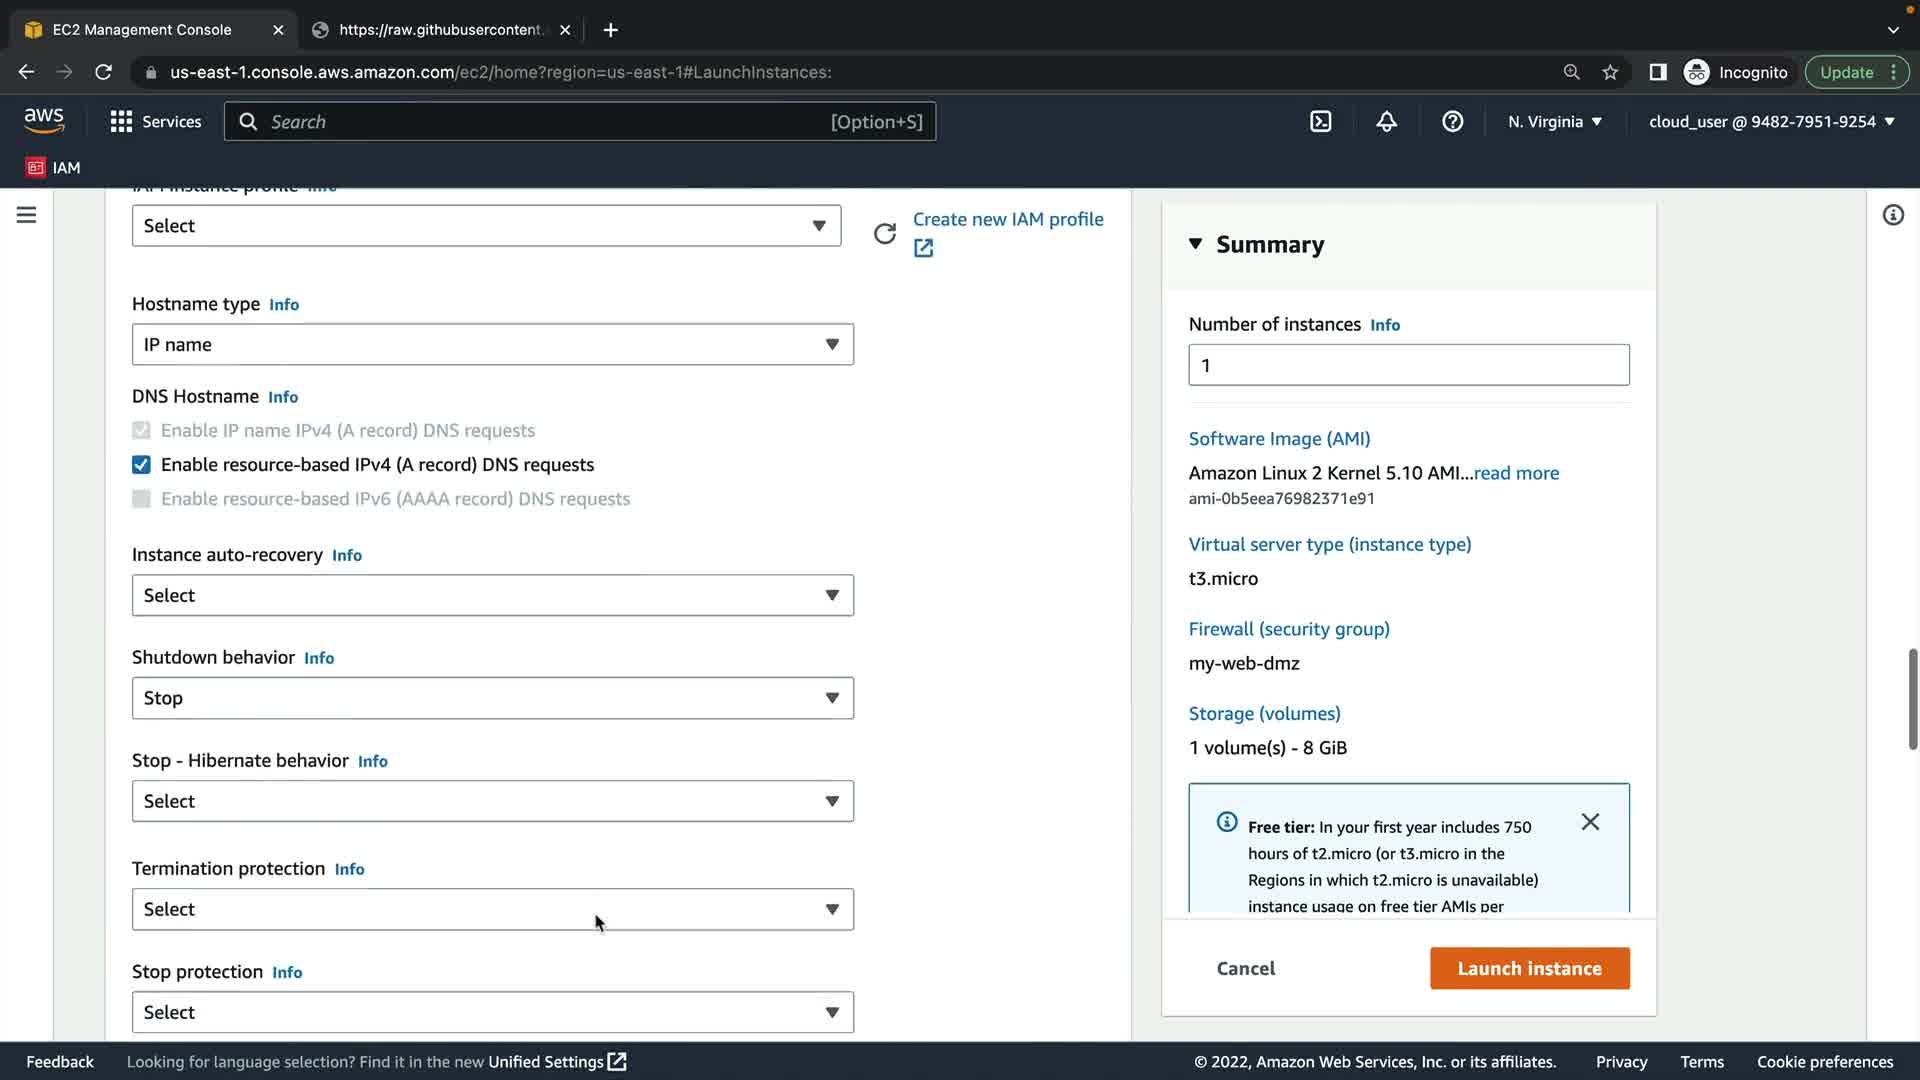 EC2 Management Console
https://raw.githubusercontent.
us-east-1.console.aws.amazon.com/ec2/home?region=us-east-1#LaunchInstances:
Incognito
Update
aws
Services
Search
[Option+S]
N. Virginia
cloud_user @ 9482-7951-9254
IAM
IAM instance profile Info
Select
Create new IAM profile
Hostname type Info
IP name
DNS Hostname Info
Enable IP name IPv4 (A record) DNS requests
Enable resource-based IPv4 (A record) DNS requests
Enable resource-based IPv6 (AAAA record) DNS requests
Instance auto-recovery Info
Select
Shutdown behavior Info
Stop
Stop - Hibernate behavior Info
Select
Termination protection Info
Select
Stop protection Info
Select
Summary
Number of instances Info
1
Software Image (AMI)
Amazon Linux 2 Kernel 5.10 AMI...read more
ami-0b5eea76982371e91
Virtual server type (instance type)
t3.micro
Firewall (security group)
my-web-dmz
Storage (volumes)
1 volume(s) - 8 GiB
Free tier: In your first year includes 750
hours of t2.micro (or t3.micro in the
Regions in which t2.micro is unavailable)
instance usage on free tier AMIs per
Cancel
Launch instance
Feedback
Looking for language selection? Find it in the new Unified Settings
© 2022, Amazon Web Services, Inc. or its affiliates.
Privacy
Terms
Cookie preferences